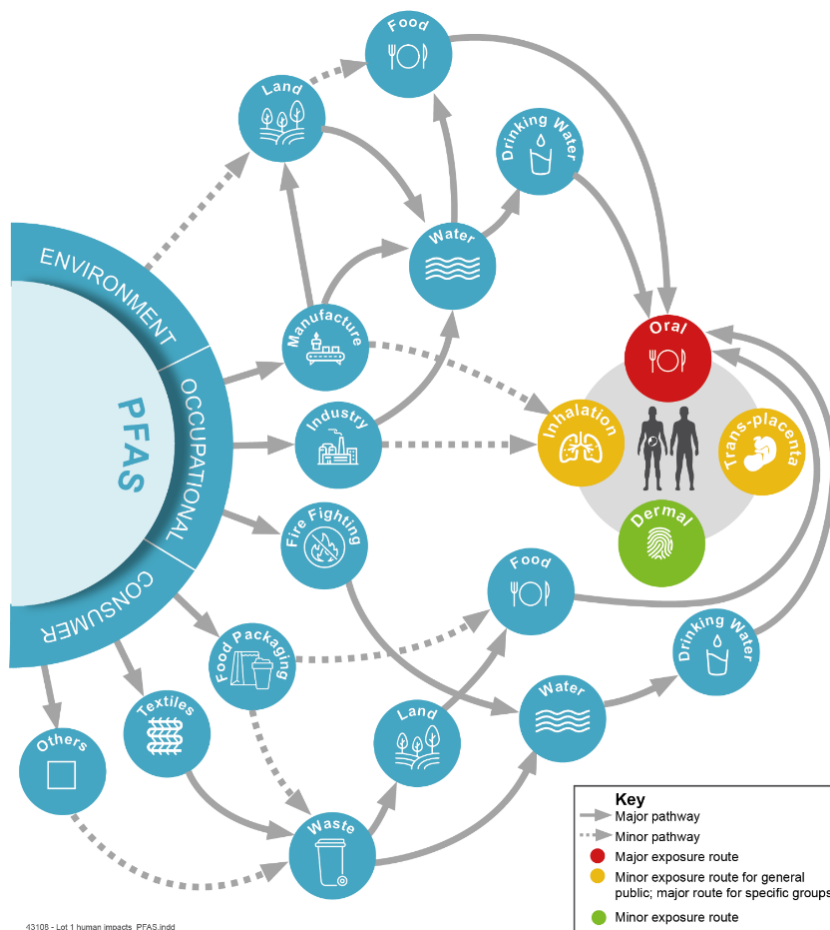 Food
Land
Drinking Water
Water
ENVIRONMENT
OCCUPATIONAL
CONSUMER
PFAS
Manufacture
Industry
Fire Fighting
Oral
Inhalation
Trans-placenta
Dermal
Food
Food Packaging
Drinking Water
Textiles
Land
Water
Others
Waste
Key
Major pathway
Minor pathway
Major exposure route
Minor exposure route for general
public; major route for specific groups
Minor exposure route
43108 - Lot 1 human impacts PFAS.indd